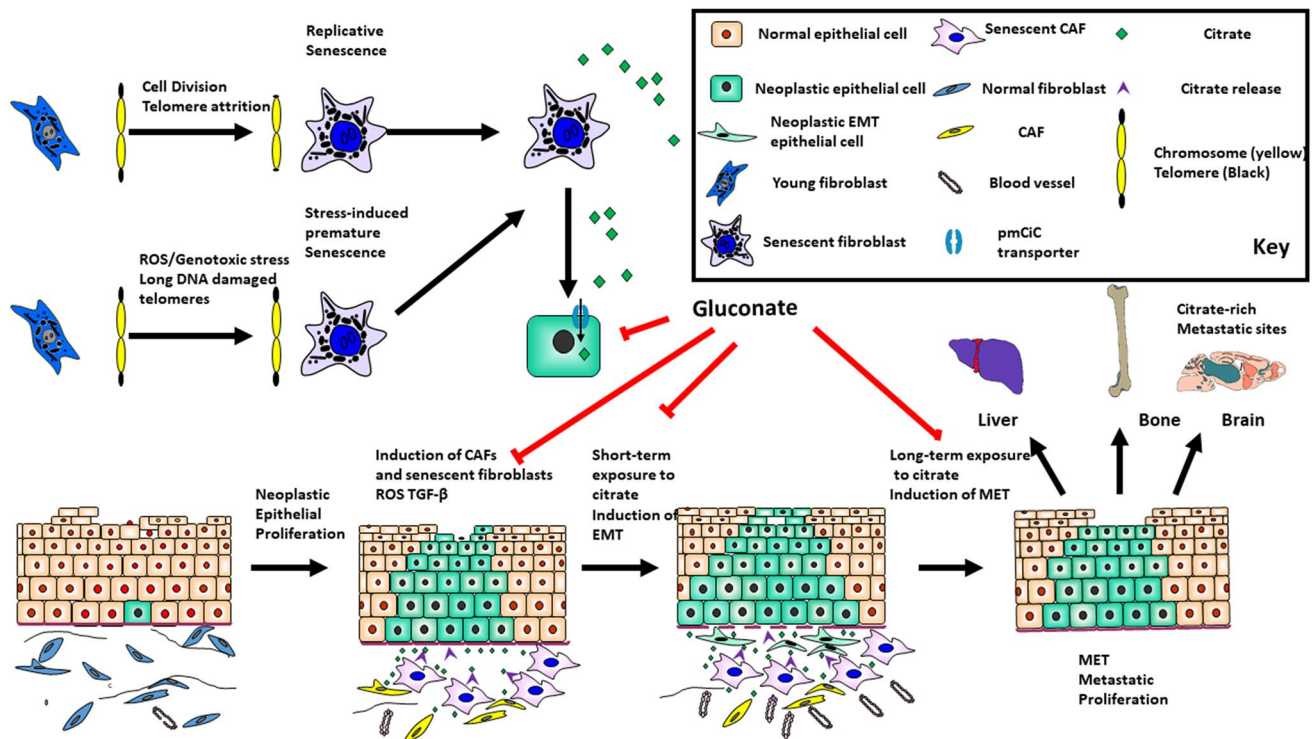 Replicative
Senescence
Cell Division
Telomere attrition
Stress-induced
premature
Senescence
ROS/Genotoxic stress
Long DNA damaged
telomeres
Normal epithelial cell
Senescent CAF
Citrate
Neoplastic epithelial cell
Normal fibroblast
Citrate release
Neoplastic EMT
epithelial cell
CAF
Chromosome (yellow)
Telomere (Black)
Young fibroblast
Blood vessel
Senescent fibroblast
pmCiC
transporter
Key
Gluconate
Citrate-rich
Metastatic sites
Liver
Bone
Brain
Neoplastic
Epithelial
Proliferation
Induction of CAFs
and senescent fibroblasts
ROS TGF-β
Short-term
exposure to
citrate
Induction of
EMT
Long-term exposure
to citrate
Induction of MET
MET
Metastatic
Proliferation
c